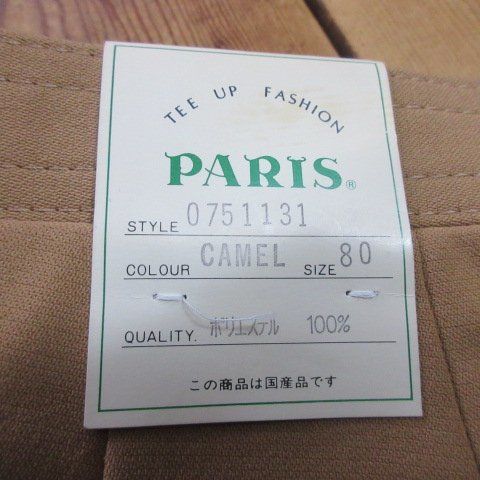 TEE UP FASHION
PARIS®
STYLE 0751131
COLOUR CAMEL SIZE 80
QUALITY. ポリエステル 100%
この商品は国産品です